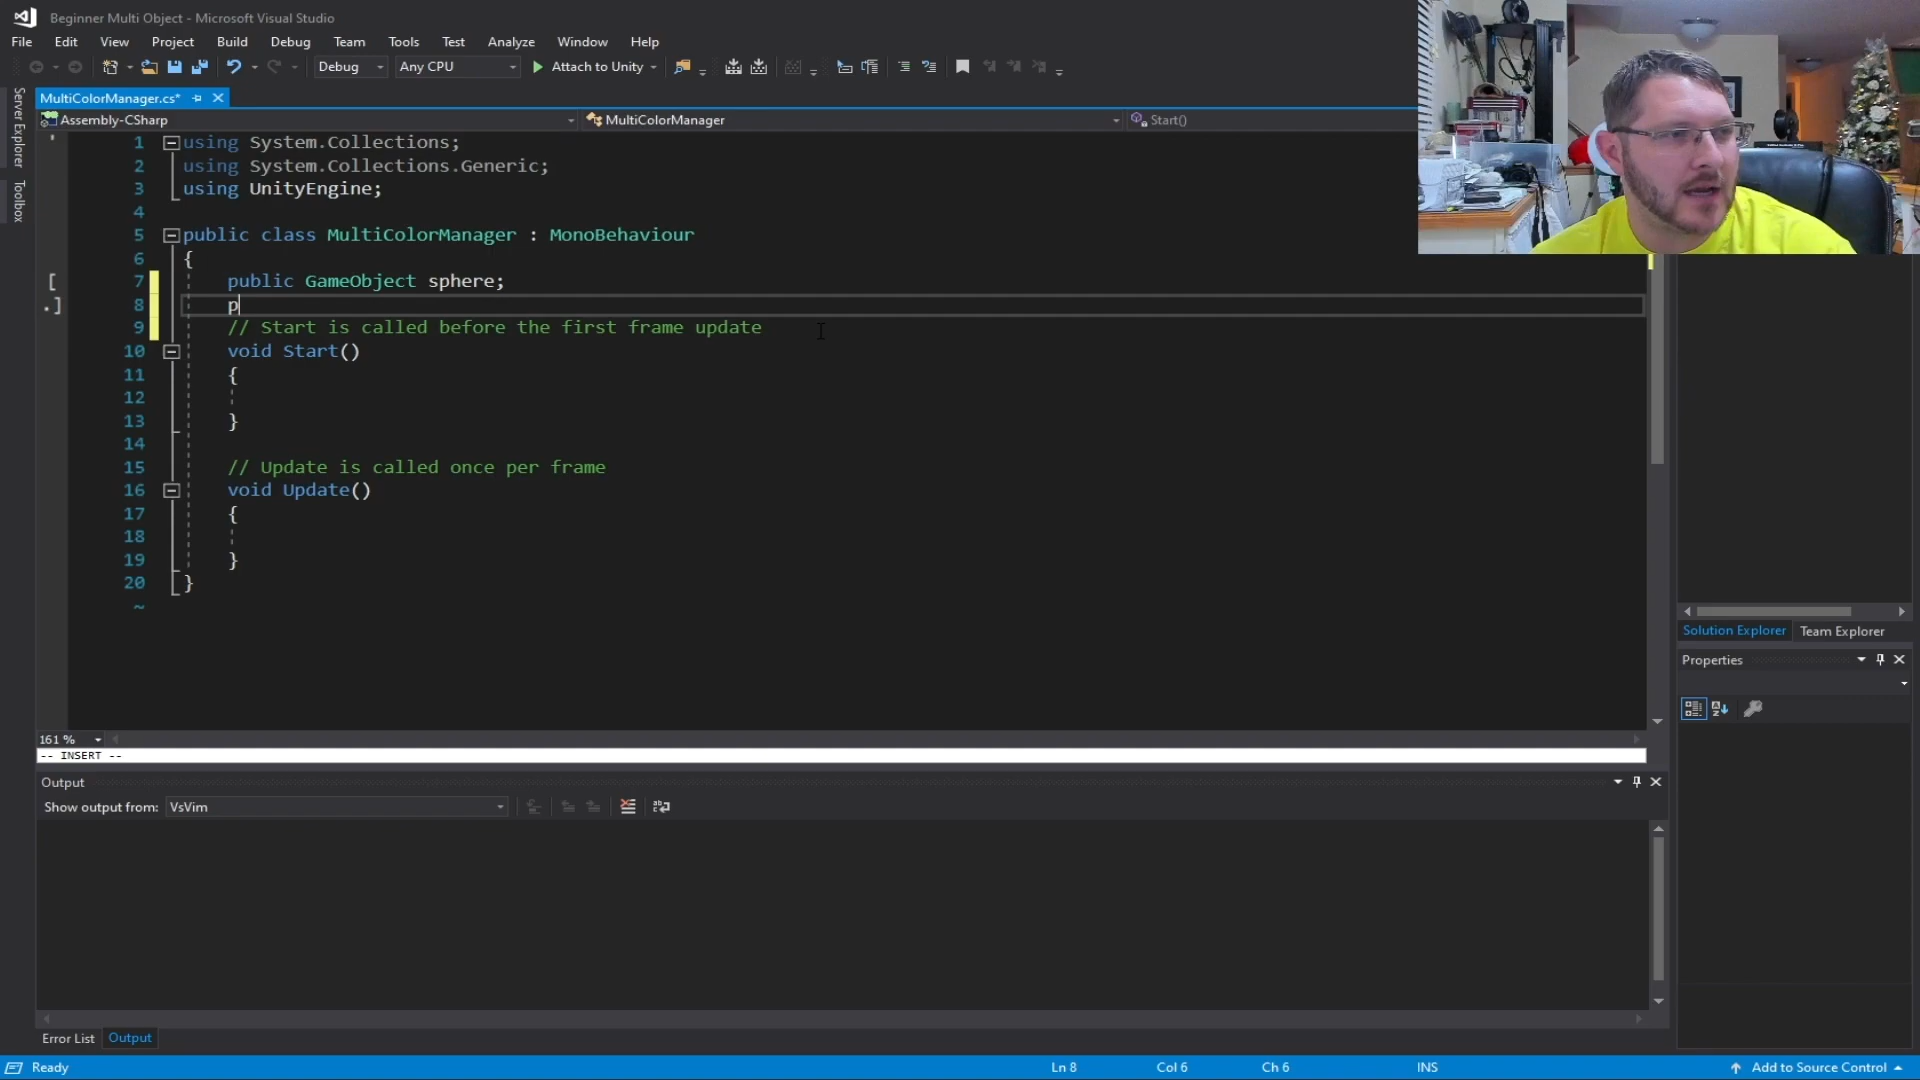 Beginner Multi Object - Microsoft Visual Studio
File Edit View Project Build Debug Team Tools Test Analyze Window Help
Debug Any CPU Attach to Unity
MultiColorManager.cs*
Assembly-CSharp MultiColorManager Start()
Server Explorer
Toolbox
1 using System.Collections;
2 using System.Collections.Generic;
3 using UnityEngine;
4
5 public class MultiColorManager : MonoBehaviour
6 {
7 public GameObject sphere;
8 p
9 // Start is called before the first frame update
10 void Start()
11 {
12
13 }
14
15 // Update is called once per frame
16 void Update()
17 {
18
19 }
20 }
~
161 %
-- INSERT --
Output
Show output from: VsVim
Error List Output
Solution Explorer Team Explorer
Properties
Ready Ln 8 Col 6 Ch 6 INS Add to Source Control